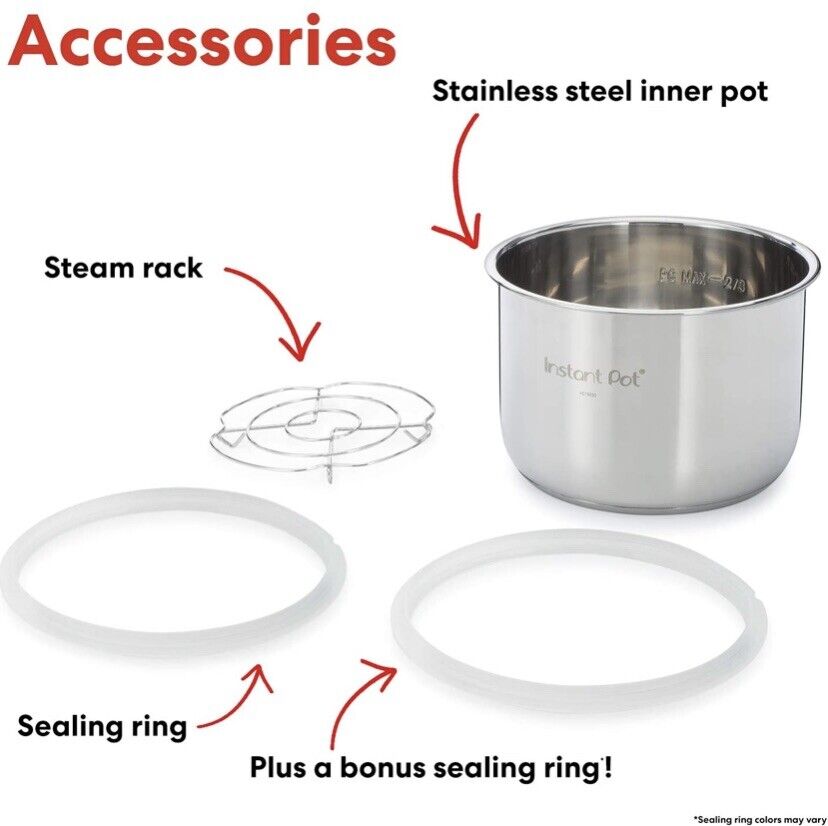 Accessories
Stainless steel inner pot
Steam rack
PC MAX — 2/3
Instant Pot®
Sealing ring
Plus a bonus sealing ring*!
*Sealing ring colors may vary